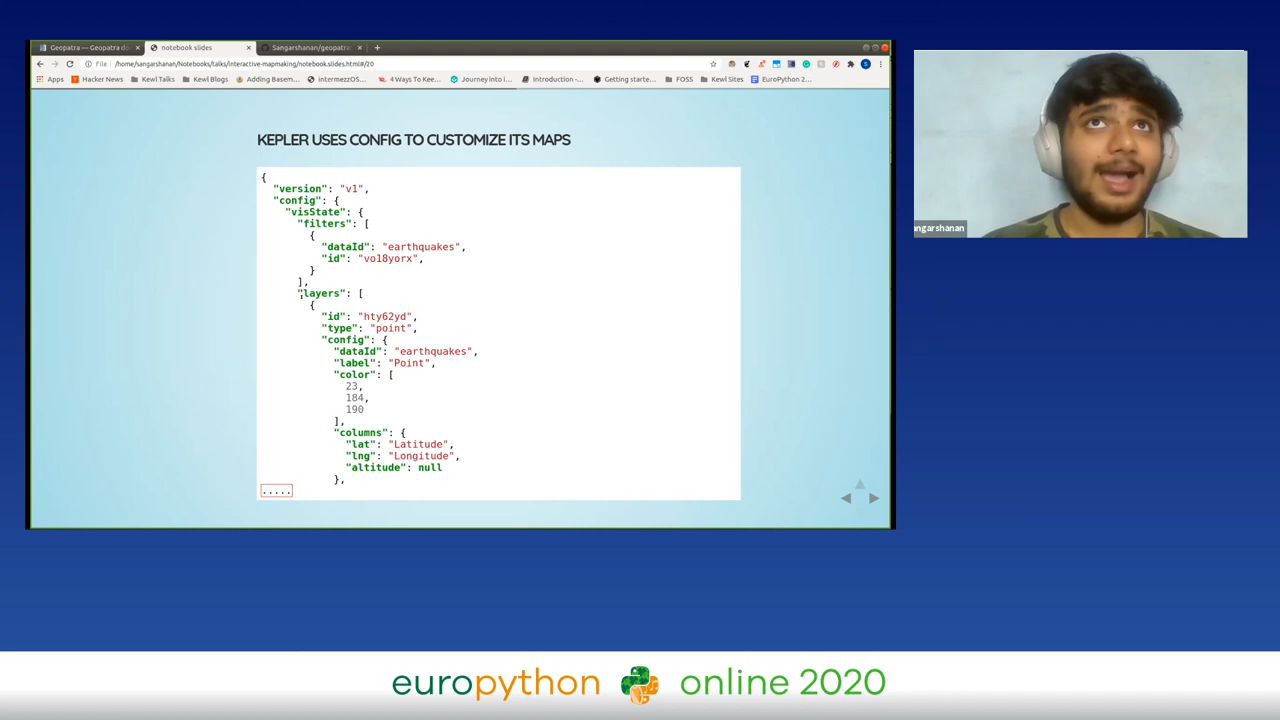 Geopatra — Geopatra do
notebook slides
Sangarshanan/geopatr
File
/home/sangarshanan/Notebooks/talks/interactive-mapmaking/notebook.slides.html#/20
Apps
Hacker News
Kewl Talks
Kewl Blogs
Adding Basem...
intermezzOS...
4 Ways To Kee...
Journey into i...
Introduction -...
Getting starte...
FOSS
Kewl Sites
EuroPython 2...
KEPLER USES CONFIG TO CUSTOMIZE ITS MAPS
{
"version": "v1",
"config": {
"visState": {
"filters": [
{
"dataId": "earthquakes",
"id": "vo18yorx",
}
],
"layers": [
{
"id": "hty62yd",
"type": "point",
"config": {
"dataId": "earthquakes",
"label": "Point",
"color": [
23,
184,
190
],
"columns": {
"lat": "Latitude",
"lng": "Longitude",
"altitude": null
},
.....
angarshanan
europython online 2020